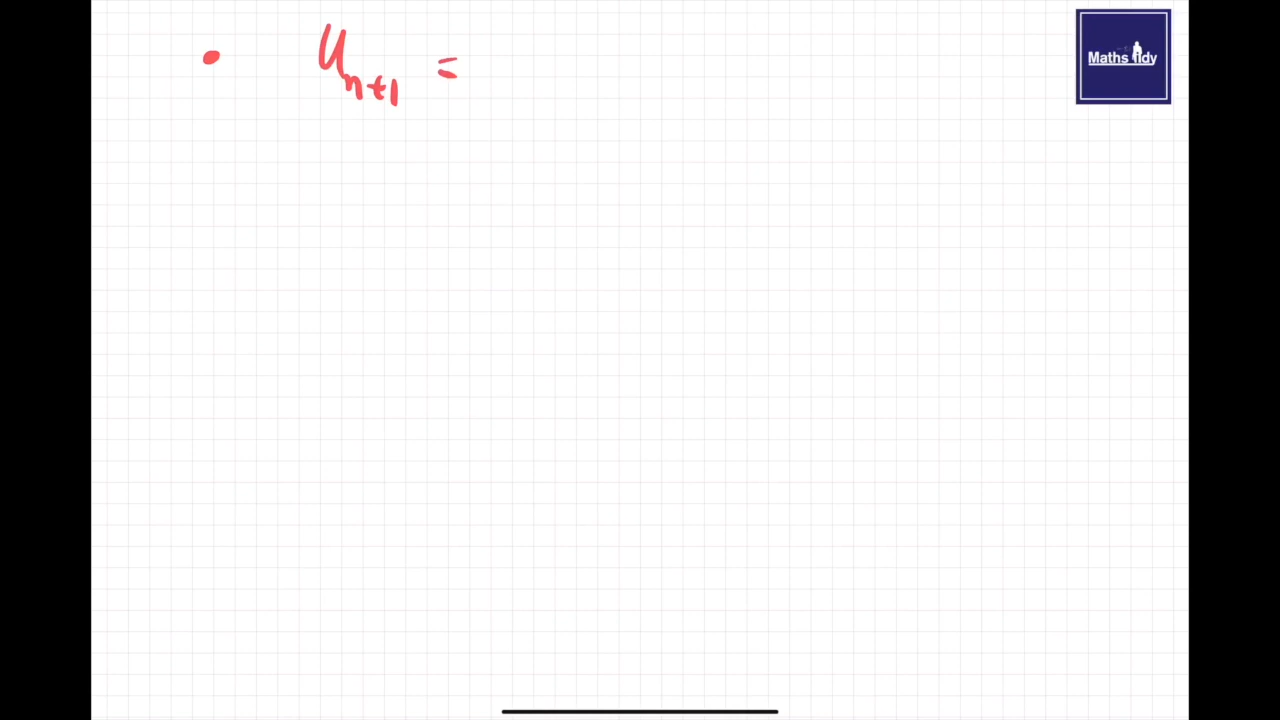 • U_{n+1} =
Maths Tidy